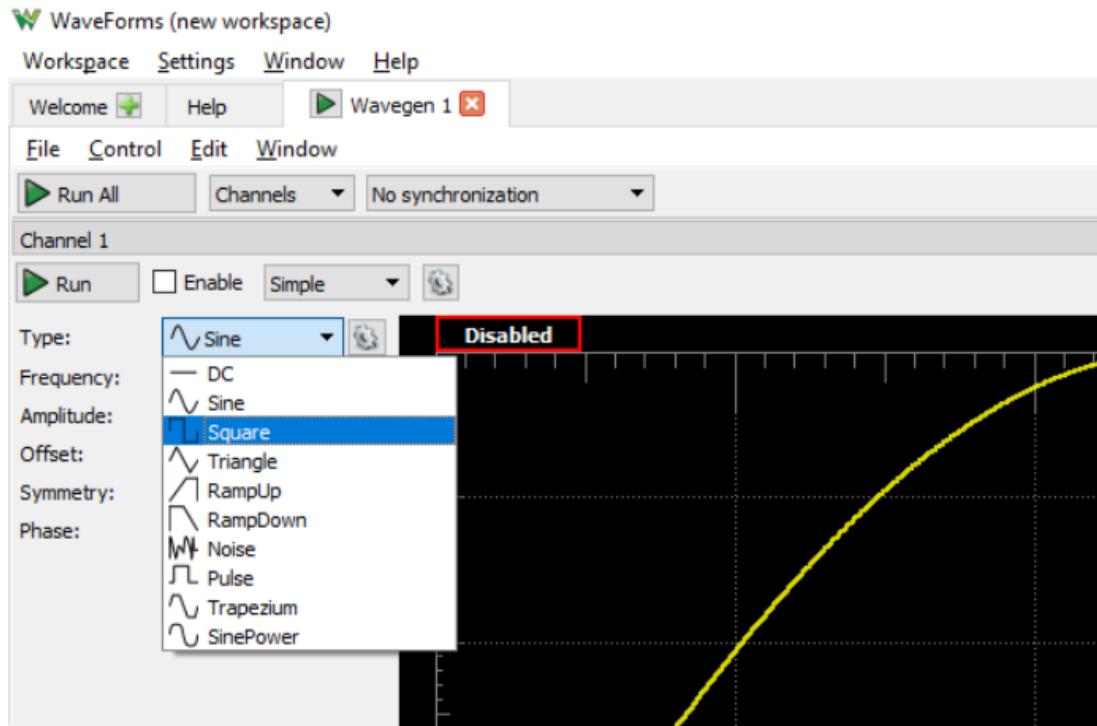 WaveForms (new workspace)
Workspace Settings Window Help
Welcome Help Wavegen 1
File Control Edit Window
Run All Channels No synchronization
Channel 1
Run Enable Simple
Type: Sine Disabled
Frequency: DC
Sine
Amplitude: Square
Offset: Triangle
Symmetry: RampUp
Phase: RampDown
Noise
Pulse
Trapezium
SinePower